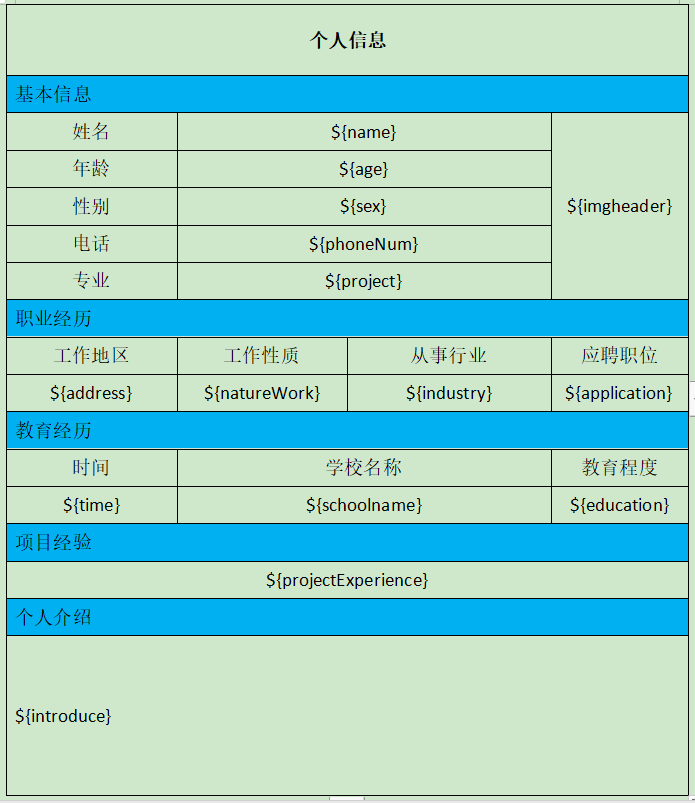 个人信息
基本信息
姓名 ${name}
年龄 ${age}
性别 ${sex} ${imgheader}
电话 ${phoneNum}
专业 ${project}
职业经历
工作地区 工作性质 从事行业 应聘职位
${address} ${natureWork} ${industry} ${application}
教育经历
时间 学校名称 教育程度
${time} ${schoolname} ${education}
项目经验
${projectExperience}
个人介绍
${introduce}